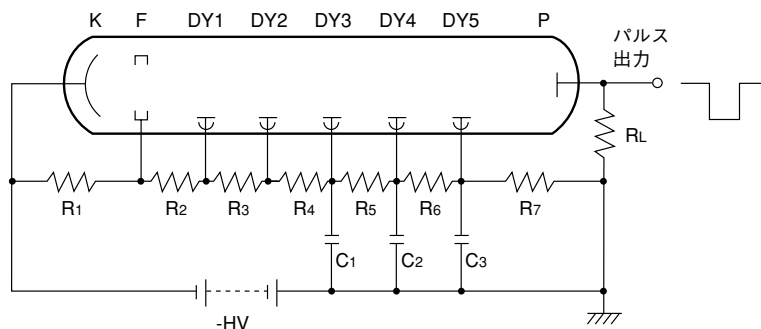 K F DY1 DY2 DY3 DY4 DY5 P
パルス
出力
RL
R1 R2 R3 R4 R5 R6 R7
C1 C2 C3
-HV